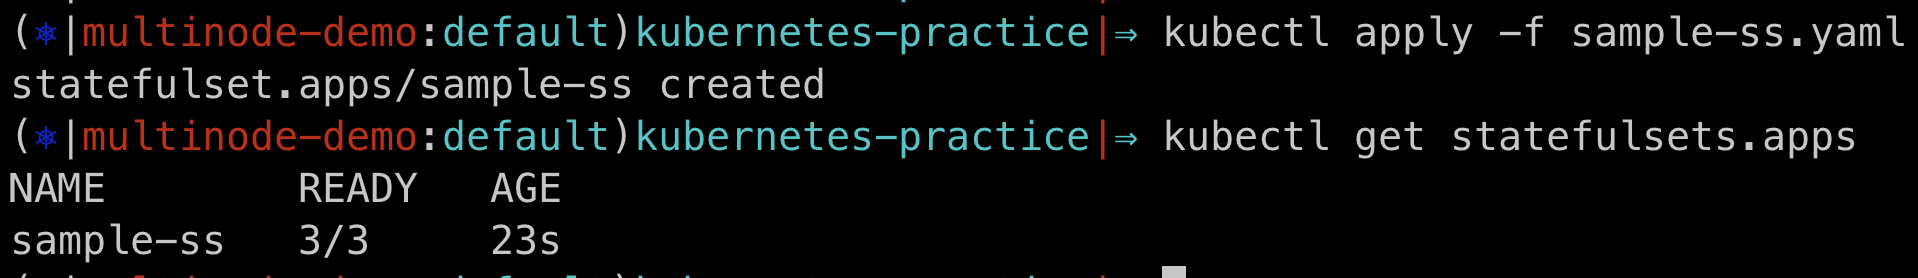 (⎈|multinode-demo:default)kubernetes-practice|⇒ kubectl apply -f sample-ss.yaml
statefulset.apps/sample-ss created
(⎈|multinode-demo:default)kubernetes-practice|⇒ kubectl get statefulsets.apps
NAME READY AGE
sample-ss 3/3 23s